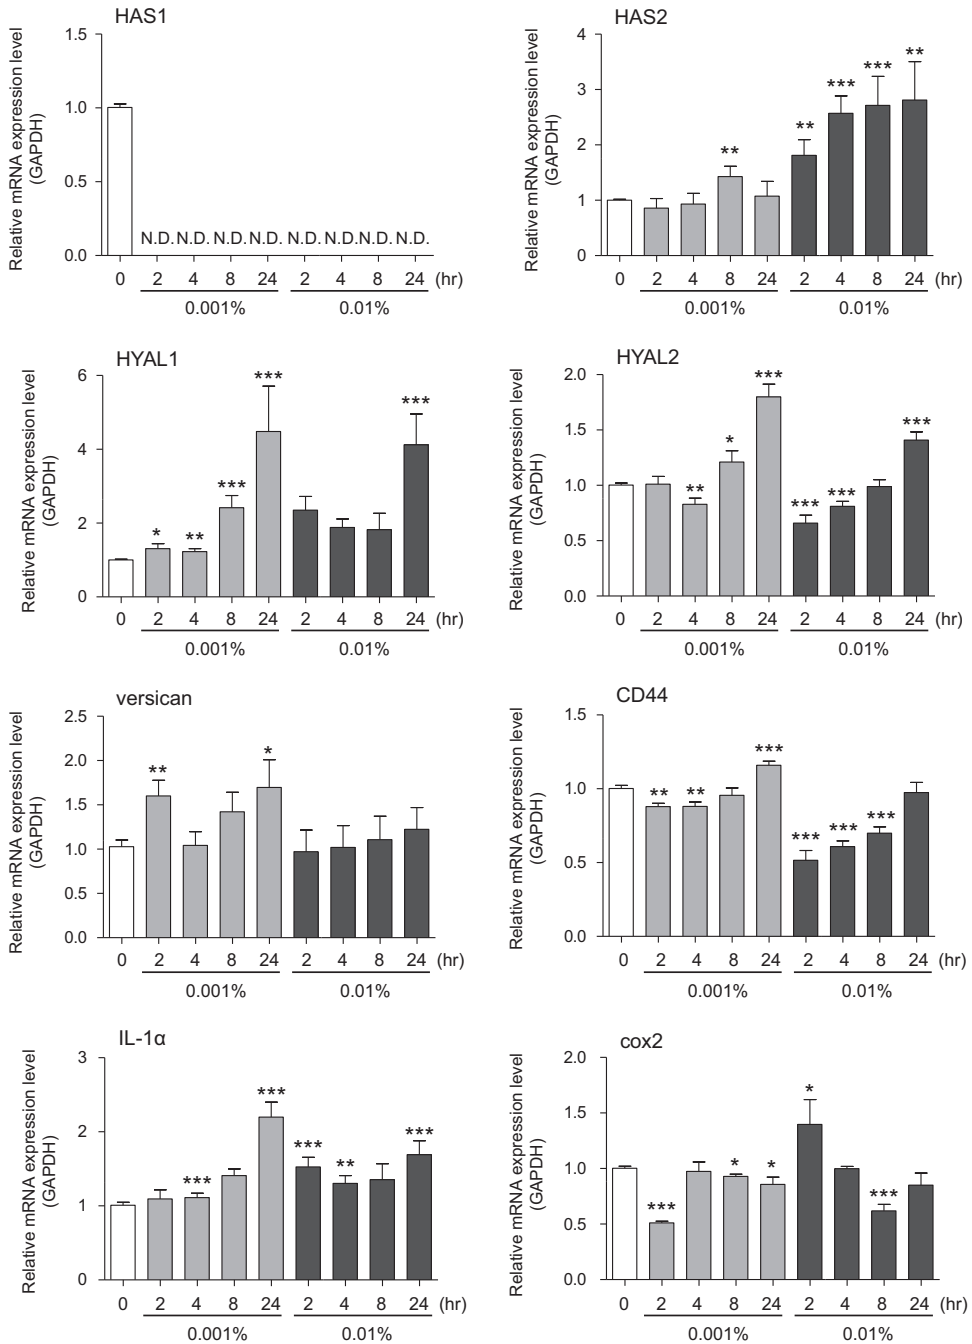 HAS1
Relative mRNA expression level
(GAPDH)
1.5
1.0
0.5
0.0
N.D. N.D. N.D. N.D. N.D. N.D. N.D. N.D.
0 2 4 8 24 2 4 8 24 (hr)
0.001% 0.01%
HAS2
Relative mRNA expression level
(GAPDH)
4
3
2
1
0
** ** *** *** **
0 2 4 8 24 2 4 8 24 (hr)
0.001% 0.01%
HYAL1
Relative mRNA expression level
(GAPDH)
6
4
2
0
* ** *** *** ***
0 2 4 8 24 2 4 8 24 (hr)
0.001% 0.01%
HYAL2
Relative mRNA expression level
(GAPDH)
2.0
1.5
1.0
0.5
0.0
** * *** *** *** ***
0 2 4 8 24 2 4 8 24 (hr)
0.001% 0.01%
versican
Relative mRNA expression level
(GAPDH)
2.5
2.0
1.5
1.0
0.5
0.0
** *
0 2 4 8 24 2 4 8 24 (hr)
0.001% 0.01%
CD44
Relative mRNA expression level
(GAPDH)
1.5
1.0
0.5
0.0
** ** *** *** *** ***
0 2 4 8 24 2 4 8 24 (hr)
0.001% 0.01%
IL-1α
Relative mRNA expression level
(GAPDH)
3
2
1
0
*** *** *** ** ***
0 2 4 8 24 2 4 8 24 (hr)
0.001% 0.01%
cox2
Relative mRNA expression level
(GAPDH)
2.0
1.5
1.0
0.5
0.0
*** * * * ***
0 2 4 8 24 2 4 8 24 (hr)
0.001% 0.01%